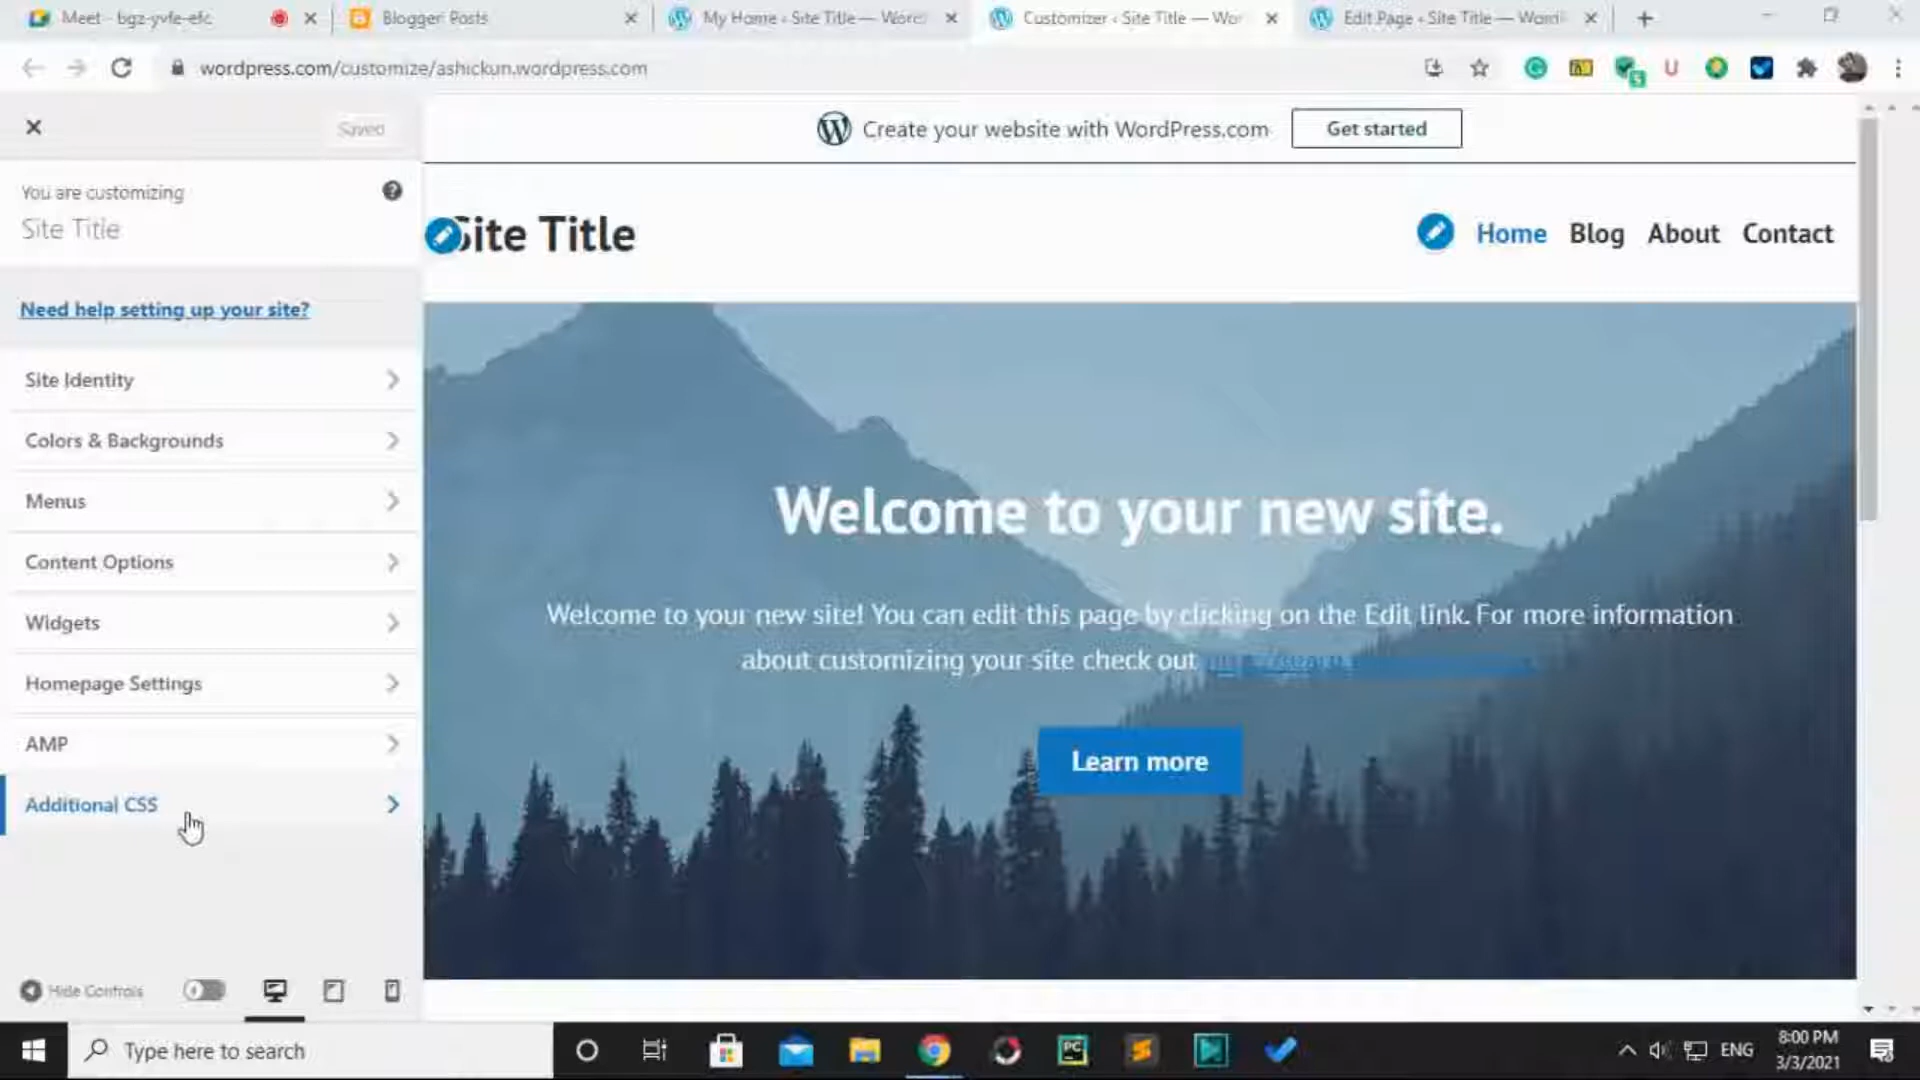 Meet - bgz-yvfe-efc
Blogger: Posts
My Home ‹ Site Title — Word
Customizer ‹ Site Title — Wor
Edit Page ‹ Site Title — Word
wordpress.com/customize/ashickun.wordpress.com
Saved
Create your website with WordPress.com
Get started
You are customizing
Site Title
Site Title
Home Blog About Contact
Need help setting up your site?
Site Identity
Colors & Backgrounds
Menus
Content Options
Widgets
Homepage Settings
AMP
Additional CSS
Welcome to your new site.
Welcome to your new site! You can edit this page by clicking on the Edit link. For more information
about customizing your site check out
Learn more
Hide Controls
Type here to search
PC
ENG
8:00 PM
3/3/2021